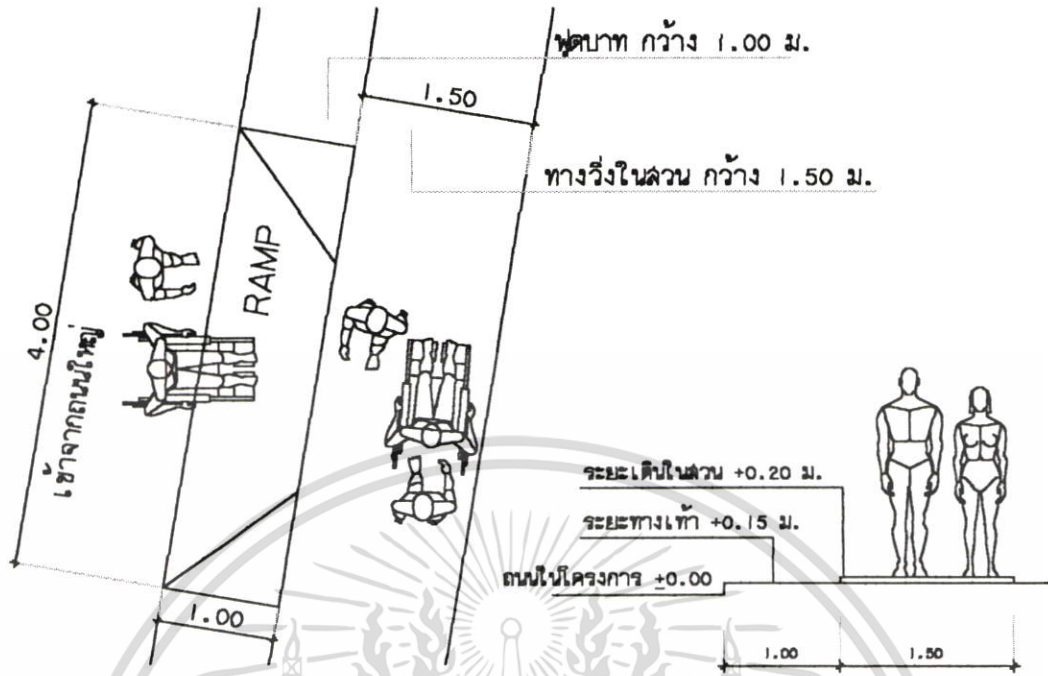 ฟุตบาท กว้าง 1.00 ม.
1.50
ทางวิ่งในสวน กว้าง 1.50 ม.
4.00
เข้าจากถนนใหญ่
RAMP
1.00
ระยะเดินในสวน +0.20 ม.
ระยะทางเท้า +0.15 ม.
ถนนในโครงการ ±0.00
1.00
1.50